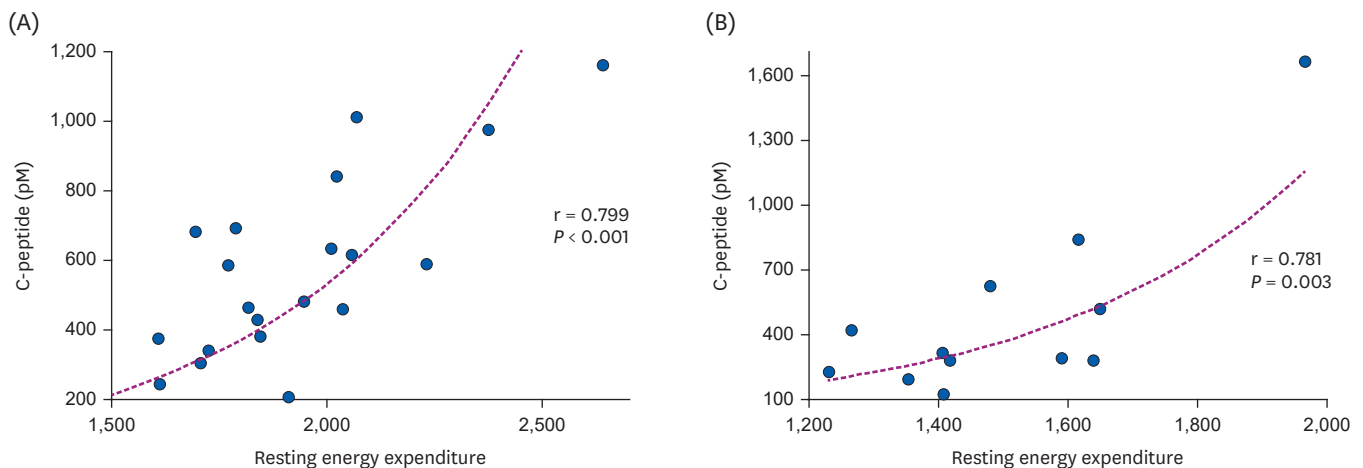 (A)
1,200
1,000
800
600
400
200
C-peptide (pM)
r = 0.799
P < 0.001
1,500
2,000
2,500
Resting energy expenditure
(B)
1,600
1,300
1,000
700
400
100
C-peptide (pM)
r = 0.781
P = 0.003
1,200
1,400
1,600
1,800
2,000
Resting energy expenditure